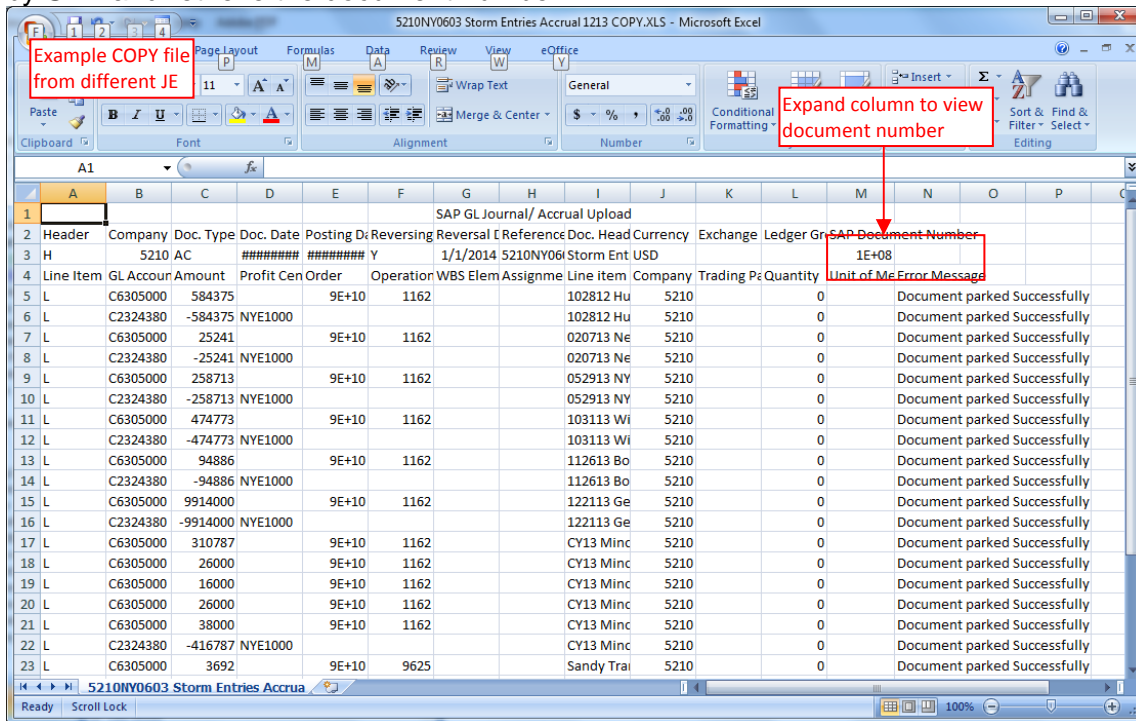 5210NY0603 Storm Entries Accrual 1213 COPY.XLS - Microsoft Excel
F 1 2 3 4
Example COPY file
from different JE
Page Layout Formulas Data Review View eOffice
P M A R W Y
11 Wrap Text General Insert
Paste B I U Merge & Center $ % , Conditional Formatting Sort & Filter Find & Select
Expand column to view
document number
Clipboard Font Alignment Number Editing
A1 fx
A B C D E F G H I J K L M N O P
1 SAP GL Journal/ Accrual Upload
2 Header Company Doc. Type Doc. Date Posting Da Reversing Reversal D Reference Doc. Head Currency Exchange Ledger Gr SAP Document Number
3 H 5210 AC ######## ######## Y 1/1/2014 5210NY06 Storm Ent USD 1E+08
4 Line Item GL Accoun Amount Profit Cen Order Operation WBS Elem Assignme Line item Company Trading Pa Quantity Unit of Me Error Message
5 L C6305000 584375 9E+10 1162 102812 Hu 5210 0 Document parked Successfully
6 L C2324380 -584375 NYE1000 102812 Hu 5210 0 Document parked Successfully
7 L C6305000 25241 9E+10 1162 020713 Ne 5210 0 Document parked Successfully
8 L C2324380 -25241 NYE1000 020713 Ne 5210 0 Document parked Successfully
9 L C6305000 258713 9E+10 1162 052913 NY 5210 0 Document parked Successfully
10 L C2324380 -258713 NYE1000 052913 NY 5210 0 Document parked Successfully
11 L C6305000 474773 9E+10 1162 103113 Wi 5210 0 Document parked Successfully
12 L C2324380 -474773 NYE1000 103113 Wi 5210 0 Document parked Successfully
13 L C6305000 94886 9E+10 1162 112613 Bo 5210 0 Document parked Successfully
14 L C2324380 -94886 NYE1000 112613 Bo 5210 0 Document parked Successfully
15 L C6305000 9914000 9E+10 1162 122113 Ge 5210 0 Document parked Successfully
16 L C2324380 -9914000 NYE1000 122113 Ge 5210 0 Document parked Successfully
17 L C6305000 310787 9E+10 1162 CY13 Minc 5210 0 Document parked Successfully
18 L C6305000 26000 9E+10 1162 CY13 Minc 5210 0 Document parked Successfully
19 L C6305000 16000 9E+10 1162 CY13 Minc 5210 0 Document parked Successfully
20 L C6305000 26000 9E+10 1162 CY13 Minc 5210 0 Document parked Successfully
21 L C6305000 38000 9E+10 1162 CY13 Minc 5210 0 Document parked Successfully
22 L C2324380 -416787 NYE1000 CY13 Minc 5210 0 Document parked Successfully
23 L C6305000 3692 9E+10 9625 Sandy Tra 5210 0 Document parked Successfully
5210NY0603 Storm Entries Accrua
Ready Scroll Lock 100%